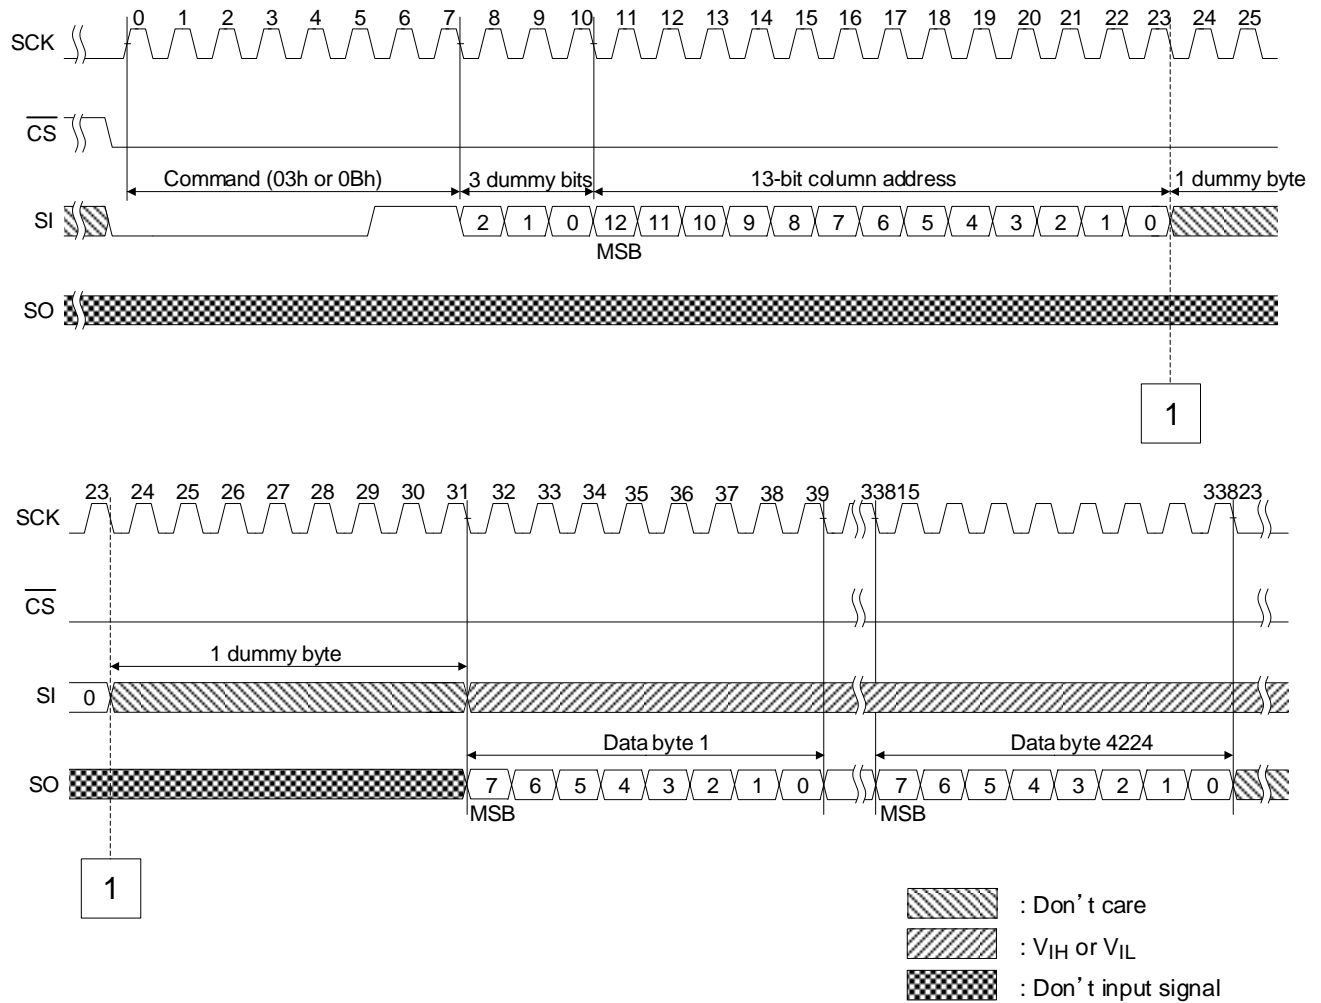 0 1 2 3 4 5 6 7 8 9 10 11 12 13 14 15 16 17 18 19 20 21 22 23 24 25
SCK
CS
Command (03h or 0Bh) 3 dummy bits 13-bit column address 1 dummy byte
SI 2 1 0 12 11 10 9 8 7 6 5 4 3 2 1 0
MSB
SO
1
23 24 25 26 27 28 29 30 31 32 33 34 35 36 37 38 39 33815 33823
SCK
CS
1 dummy byte
SI 0
Data byte 1 Data byte 4224
SO 7 6 5 4 3 2 1 0 7 6 5 4 3 2 1 0
MSB MSB
1
: Don't care
: VIH or VIL
: Don't input signal